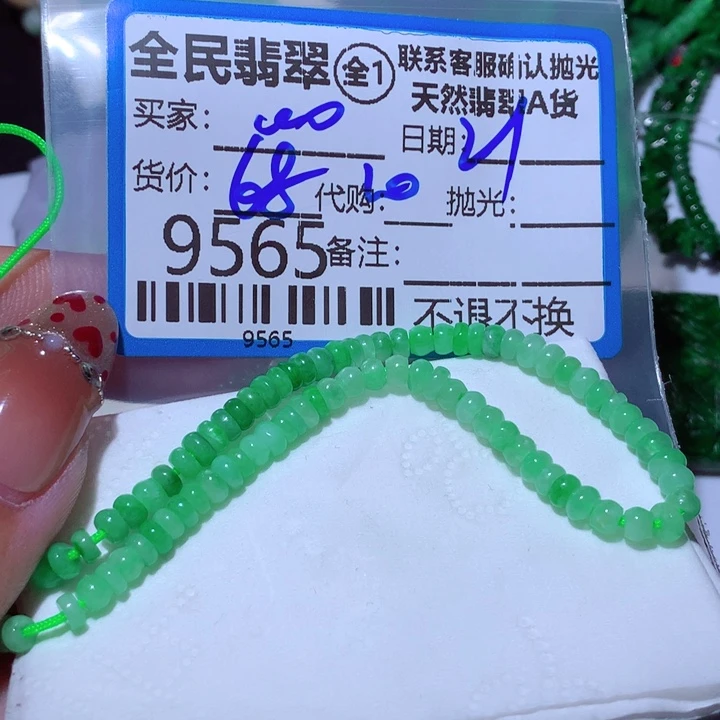 全民翡翠 全1 联系客服确认抛光
天然翡翠A货
买家: 日期: 21
货价: 68 代购: 10 抛光:
9565 备注:
9565 不退不换